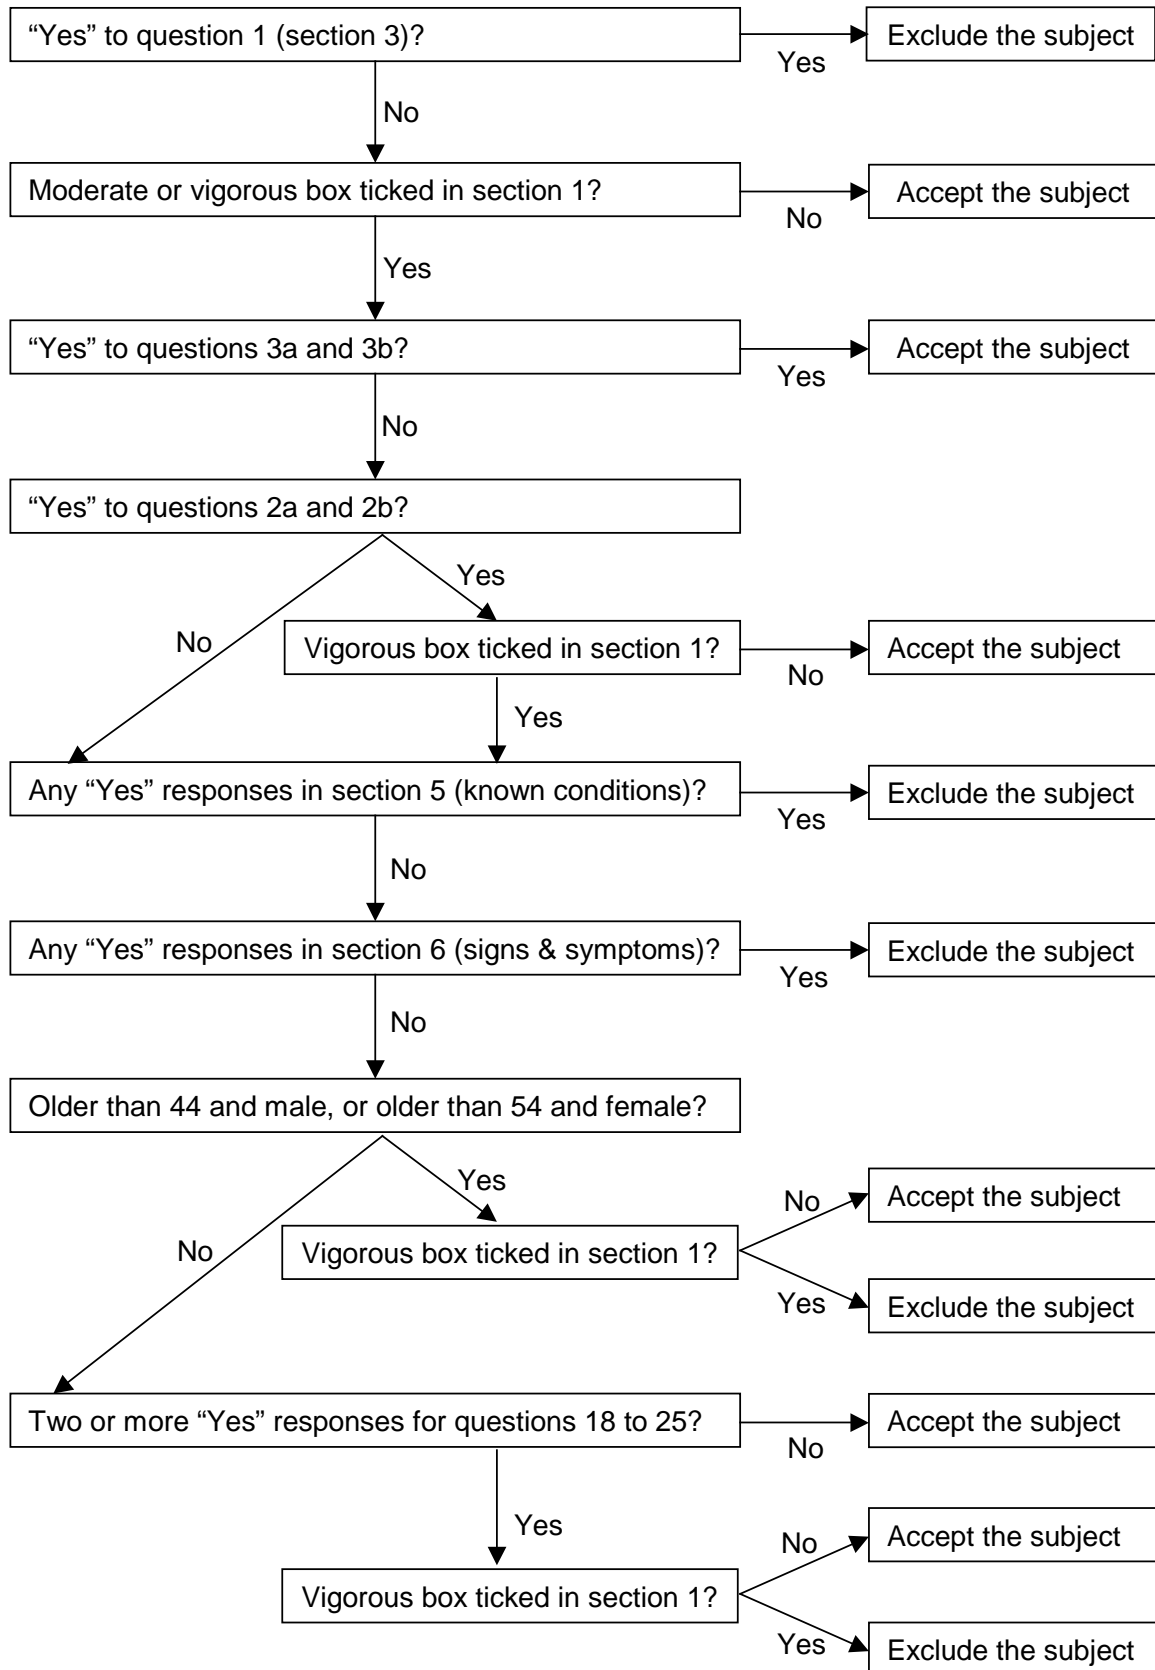 “Yes” to question 1 (section 3)?
Exclude the subject
Yes
No
Moderate or vigorous box ticked in section 1?
Accept the subject
No
Yes
“Yes” to questions 3a and 3b?
Accept the subject
Yes
No
“Yes” to questions 2a and 2b?
Yes
No
Vigorous box ticked in section 1?
Accept the subject
No
Yes
Any “Yes” responses in section 5 (known conditions)?
Exclude the subject
Yes
No
Any “Yes” responses in section 6 (signs & symptoms)?
Exclude the subject
Yes
No
Older than 44 and male, or older than 54 and female?
Yes
No
Accept the subject
No
Vigorous box ticked in section 1?
Yes
Exclude the subject
Two or more “Yes” responses for questions 18 to 25?
Accept the subject
No
Yes
No
Accept the subject
Vigorous box ticked in section 1?
Yes
Exclude the subject